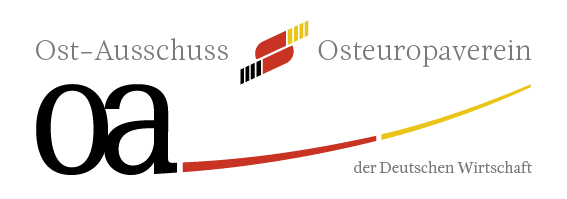 Ost-Ausschuss Osteuropaverein
oa
der Deutschen Wirtschaft